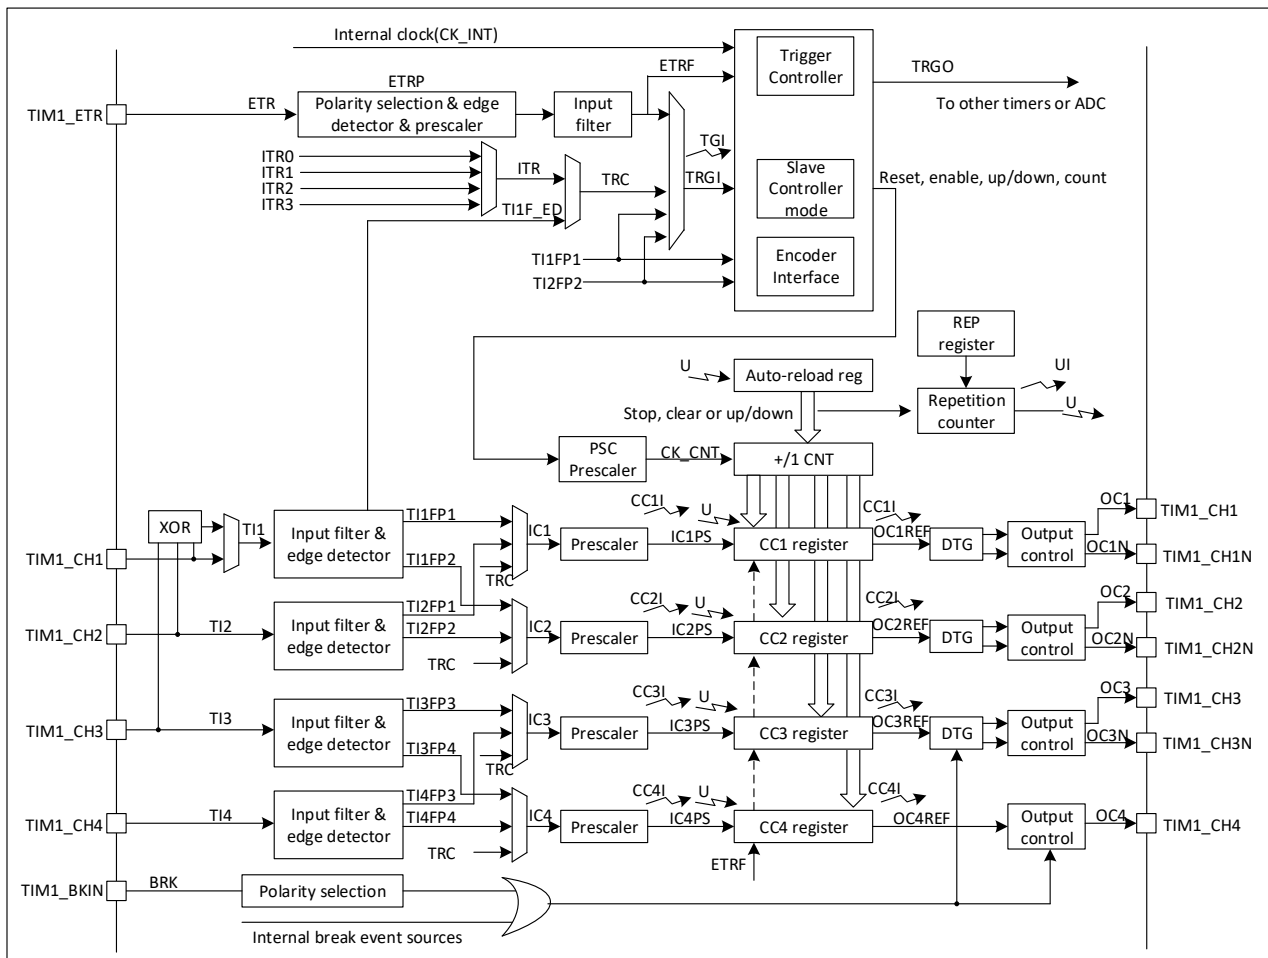 Internal clock(CK_INT)
Trigger
Controller
ETRF
TRGO
To other timers or ADC
ETRP
TIM1_ETR
ETR
Polarity selection & edge
detector & prescaler
Input
filter
TGI
ITR0
ITR1
ITR2
ITR3
ITR
TRC
TRGI
Slave
Controller
mode
Reset, enable, up/down, count
TI1F_ED
TI1FP1
TI2FP2
Encoder
Interface
REP
register
U
Auto-reload reg
UI
Stop, clear or up/down
Repetition
counter
U
PSC
Prescaler
CK_CNT
+/1 CNT
XOR
TI1
Input filter &
edge detector
TI1FP1
TI1FP2
TRC
IC1
Prescaler
CC1I
U
IC1PS
CC1 register
CC1I
OC1REF
DTG
Output
control
OC1
OC1N
TIM1_CH1
TIM1_CH1N
TIM1_CH1
TIM1_CH2
TI2
Input filter &
edge detector
TI2FP1
TI2FP2
TRC
IC2
Prescaler
CC2I
U
IC2PS
CC2 register
CC2I
OC2REF
DTG
Output
control
OC2
OC2N
TIM1_CH2
TIM1_CH2N
TIM1_CH3
TI3
Input filter &
edge detector
TI3FP3
TI3FP4
TRC
IC3
Prescaler
CC3I
U
IC3PS
CC3 register
CC3I
OC3REF
DTG
Output
control
OC3
OC3N
TIM1_CH3
TIM1_CH3N
TIM1_CH4
TI4
Input filter &
edge detector
TI4FP3
TI4FP4
TRC
IC4
Prescaler
CC4I
U
IC4PS
CC4 register
CC4I
OC4REF
Output
control
OC4
TIM1_CH4
ETRF
TIM1_BKIN
BRK
Polarity selection
Internal break event sources